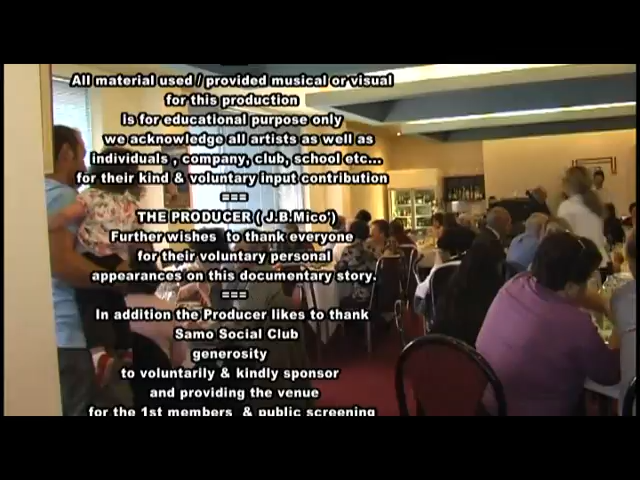 All material used / provided musical or visual
for this production
is for educational purpose only
we acknowledge all artists as well as
individuals , company, club, school etc...
for their kind & voluntary input contribution
===
THE PRODUCER ( J.B.Mico')
Further wishes to thank everyone
for their voluntary personal
appearances on this documentary story.
===
In addition the Producer likes to thank
Samo Social Club
generosity
to voluntarily & kindly sponsor
and providing the venue
for the 1st members & public screening